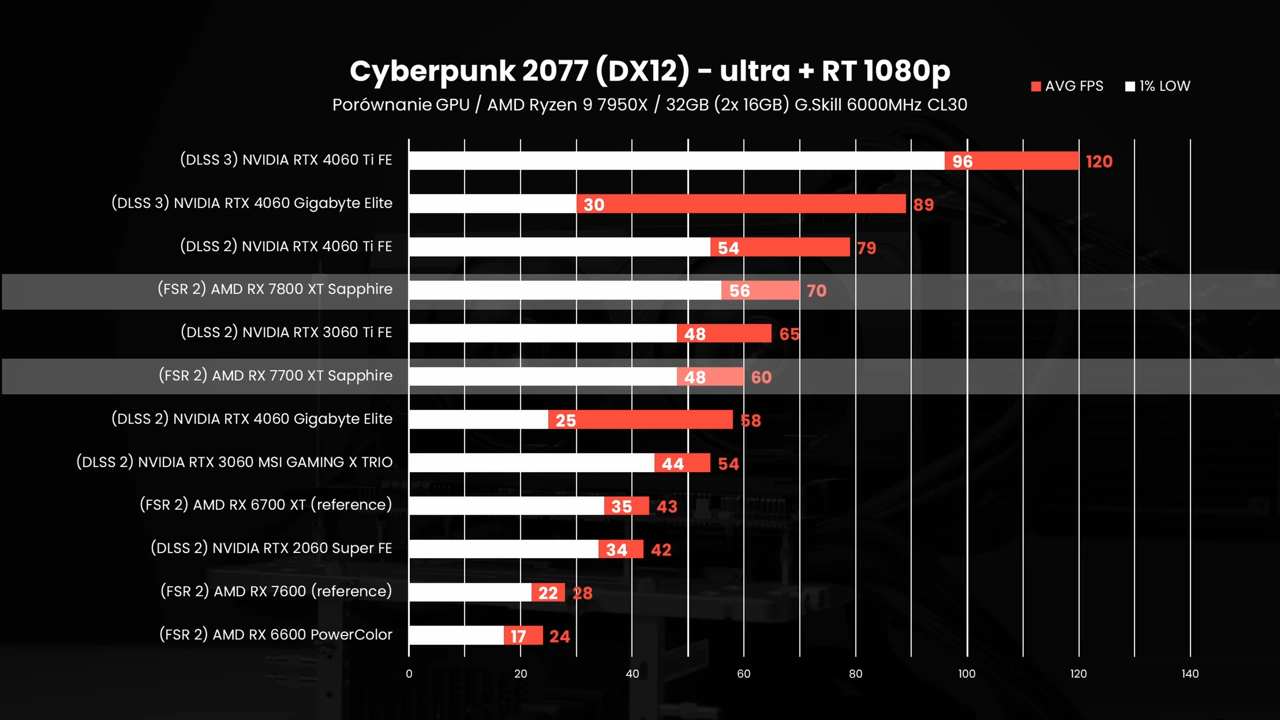 Cyberpunk 2077 (DX12) - ultra + RT 1080p
Porównanie GPU / AMD Ryzen 9 7950X / 32GB (2x 16GB) G.Skill 6000MHz CL30
AVG FPS 1% LOW
(DLSS 3) NVIDIA RTX 4060 Ti FE 96 120
(DLSS 3) NVIDIA RTX 4060 Gigabyte Elite 30 89
(DLSS 2) NVIDIA RTX 4060 Ti FE 54 79
(FSR 2) AMD RX 7800 XT Sapphire 56 70
(DLSS 2) NVIDIA RTX 3060 Ti FE 48 65
(FSR 2) AMD RX 7700 XT Sapphire 48 60
(DLSS 2) NVIDIA RTX 4060 Gigabyte Elite 25 58
(DLSS 2) NVIDIA RTX 3060 MSI GAMING X TRIO 44 54
(FSR 2) AMD RX 6700 XT (reference) 35 43
(DLSS 2) NVIDIA RTX 2060 Super FE 34 42
(FSR 2) AMD RX 7600 (reference) 22 28
(FSR 2) AMD RX 6600 PowerColor 17 24
0 20 40 60 80 100 120 140